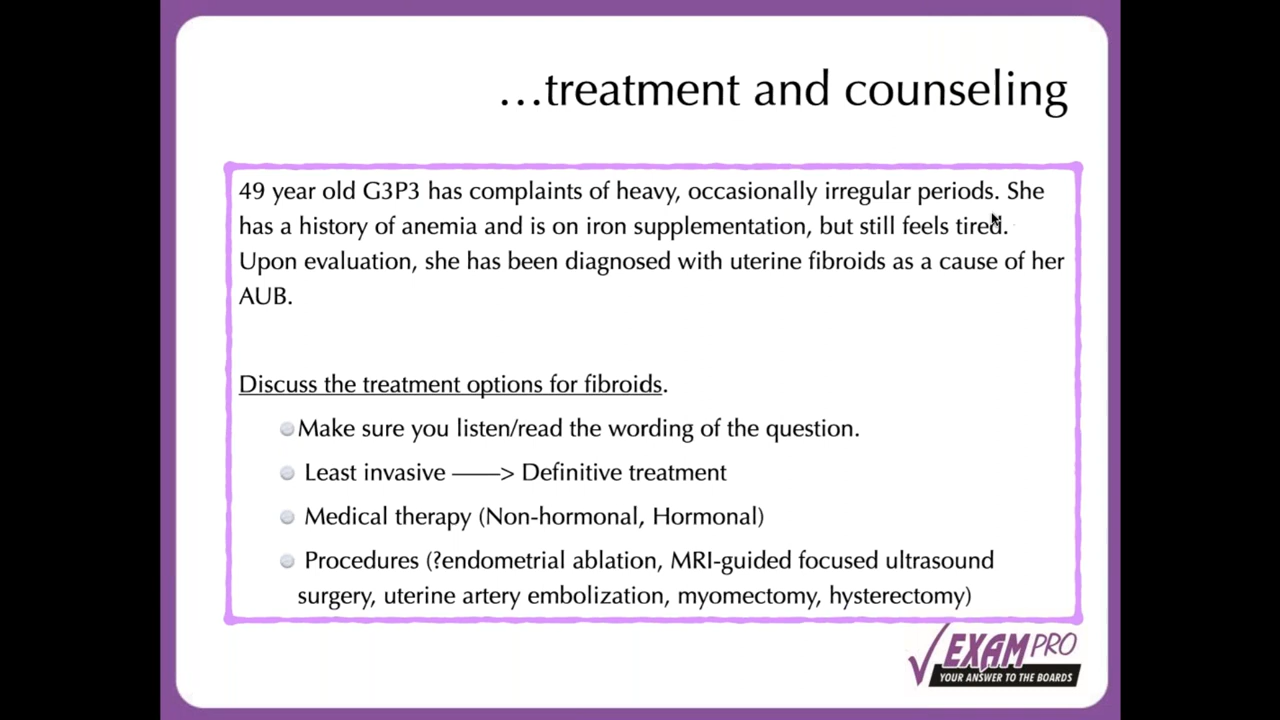 …treatment and counseling
49 year old G3P3 has complaints of heavy, occasionally irregular periods. She
has a history of anemia and is on iron supplementation, but still feels tired.
Upon evaluation, she has been diagnosed with uterine fibroids as a cause of her
AUB.
Discuss the treatment options for fibroids.
Make sure you listen/read the wording of the question.
Least invasive ——> Definitive treatment
Medical therapy (Non-hormonal, Hormonal)
Procedures (?endometrial ablation, MRI-guided focused ultrasound
surgery, uterine artery embolization, myomectomy, hysterectomy)
EXAMPRO
YOUR ANSWER TO THE BOARDS